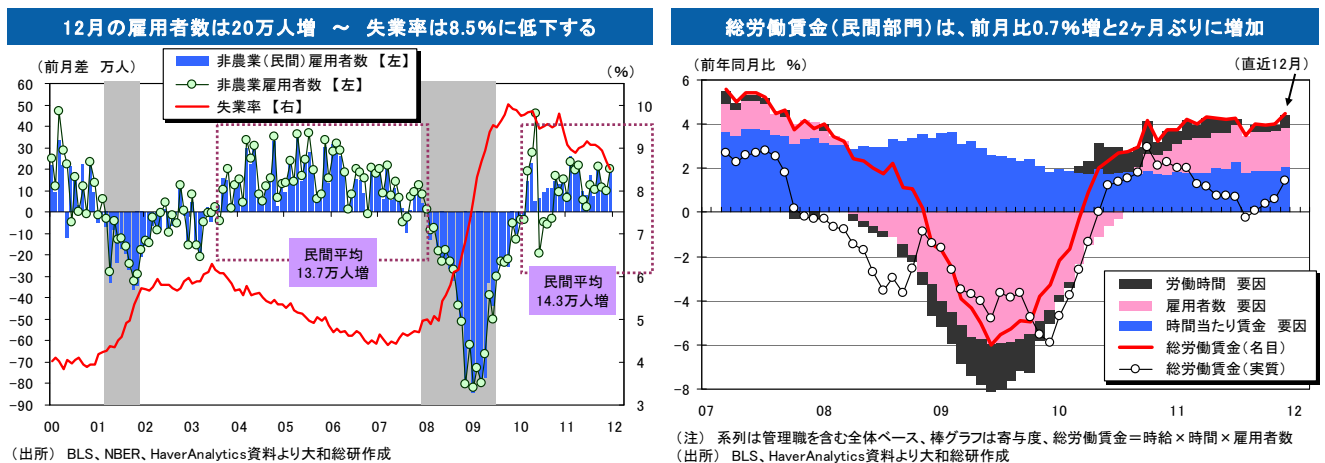 12月の雇用者数は20万人増 ～ 失業率は8.5%に低下する
(前月差 万人)
非農業(民間)雇用者数 【左】
非農業雇用者数 【左】
失業率 【右】
(%)
60
50
40
30
20
10
0
-10
-20
-30
-40
-50
-60
-70
-80
-90
10
9
8
7
6
5
4
3
民間平均
13.7万人増
民間平均
14.3万人増
00 01 02 03 04 05 06 07 08 09 10 11 12
(出所) BLS、NBER、HaverAnalytics資料より大和総研作成
総労働賃金(民間部門)は、前月比0.7%増と2ヶ月ぶりに増加
(前年同月比 %)
(直近12月)
6
4
2
0
-2
-4
-6
-8
労働時間 要因
雇用者数 要因
時間当たり賃金 要因
総労働賃金(名目)
総労働賃金(実質)
07 08 09 10 11 12
(注) 系列は管理職を含む全体ベース、棒グラフは寄与度、総労働賃金=時給×時間×雇用者数
(出所) BLS、NBER、HaverAnalytics資料より大和総研作成